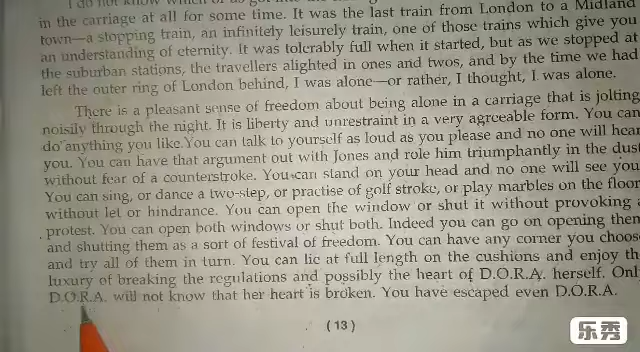 I do not know which of us got into the
in the carriage at all for some time. It was the last train from London to a Midland
town—a stopping train, an infinitely leisurely train, one of those trains which give you
an understanding of eternity. It was tolerably full when it started, but as we stopped at
the suburban stations, the travellers alighted in ones and twos, and by the time we had
left the outer ring of London behind, I was alone—or rather, I thought, I was alone.
There is a pleasant sense of freedom about being alone in a carriage that is jolting
noisily through the night. It is liberty and unrestraint in a very agreeable form. You can
do anything you like.You can talk to yourself as loud as you please and no one will hear
you. You can have that argument out with Jones and role him triumphantly in the dust
without fear of a counterstroke. You can stand on your head and no one will see you
You can sing, or dance a two-step, or practise of golf stroke, or play marbles on the floor
without let or hindrance. You can open the window or shut it without provoking a
protest. You can open both windows or shut both. Indeed you can go on opening then
and shutting them as a sort of festival of freedom. You can have any corner you choos
and try all of them in turn. You can lie at full length on the cushions and enjoy th
luxury of breaking the regulations and possibly the heart of D.O.R.A. herself. Onl
D.O.R.A. will not know that her heart is broken. You have escaped even D.O.R.A.
(13)
乐秀